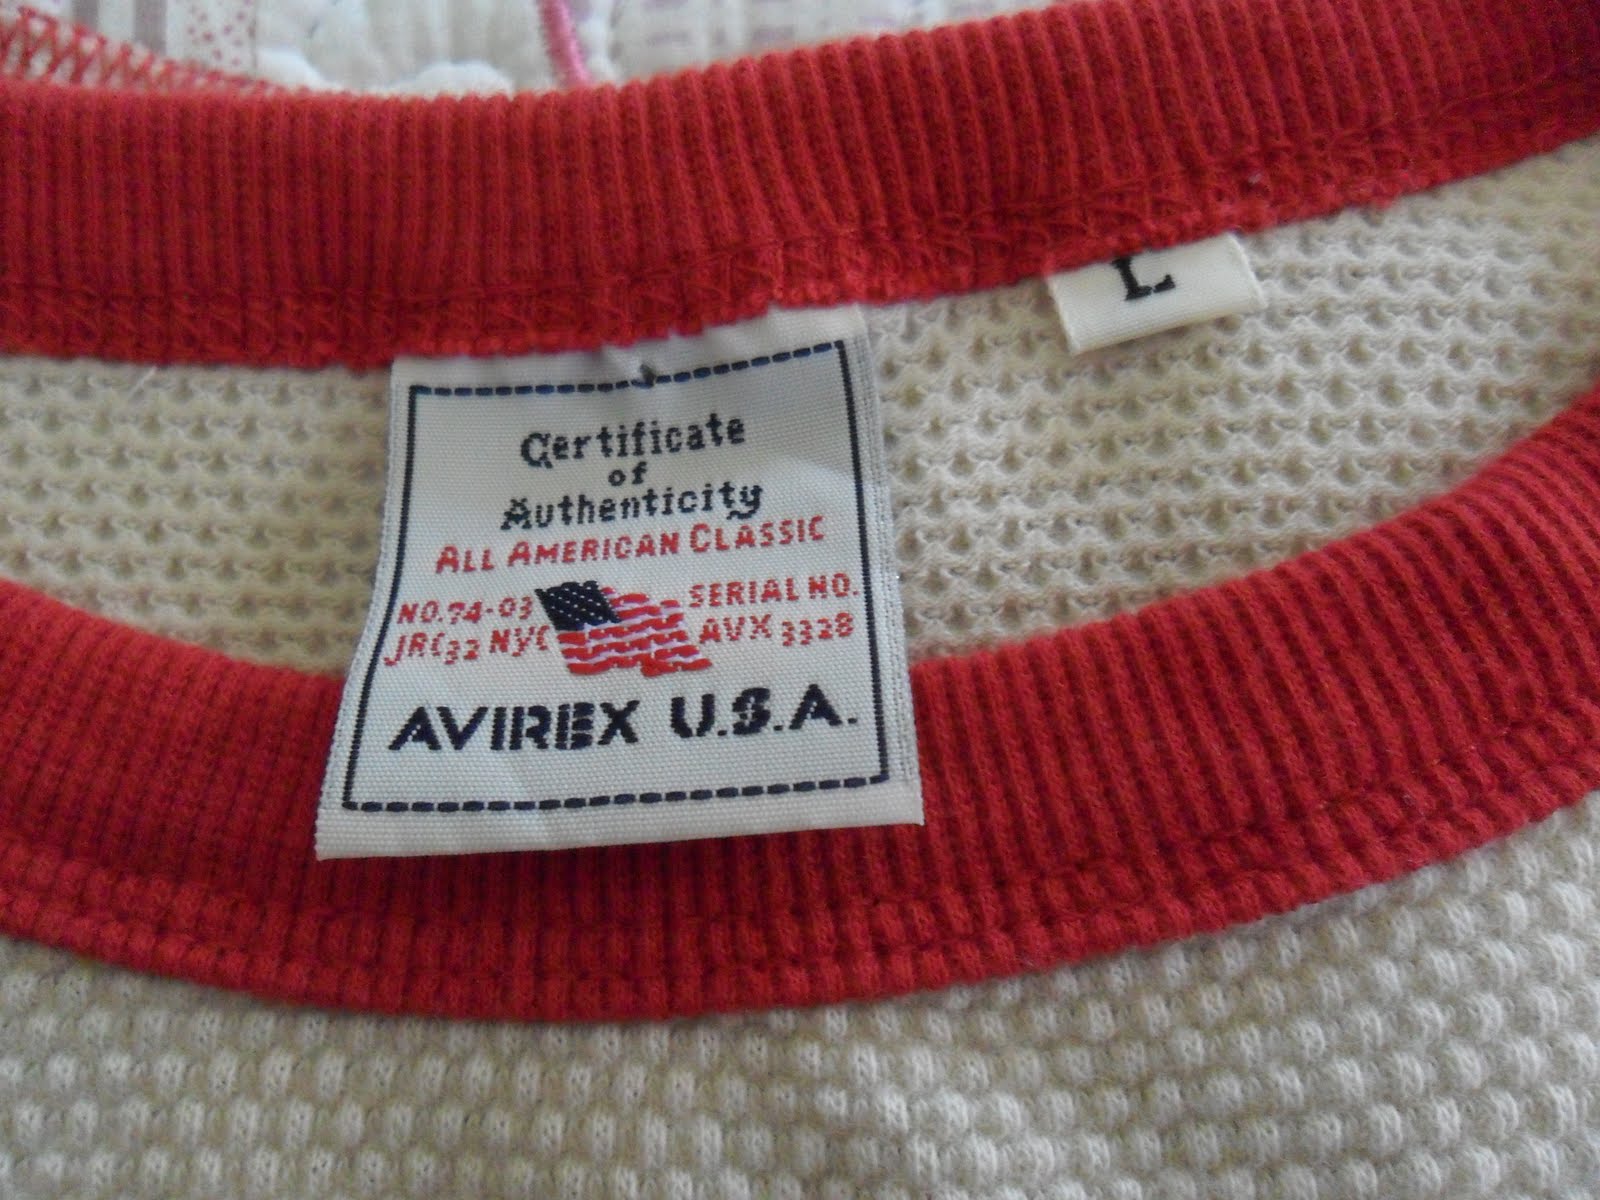 Certificate
of
Authenticity
ALL AMERICAN CLASSIC
NO.74-03 SERIAL NO.
JRC32 NYC AVX 3328
AVIREX U.S.A.
L